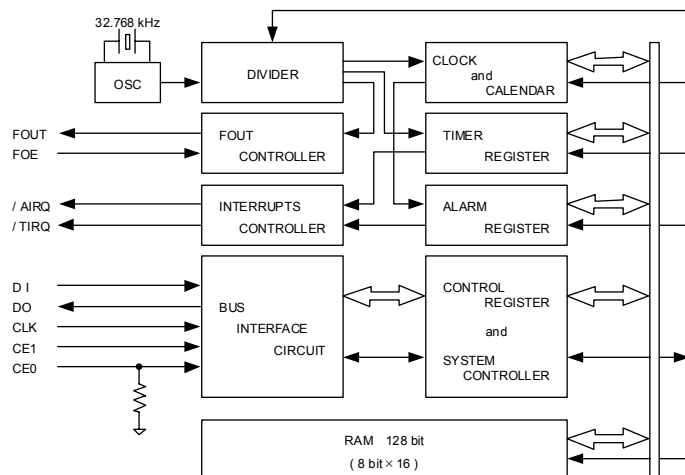 32.768 kHz
OSC
DIVIDER
CLOCK
and
CALENDAR
FOUT
FOE
FOUT
CONTROLLER
TIMER
REGISTER
/ AIRQ
/ TIRQ
INTERRUPTS
CONTROLLER
ALARM
REGISTER
D I
DO
CLK
CE1
CE0
BUS
INTERFACE
CIRCUIT
CONTROL
REGISTER
and
SYSTEM
CONTROLLER
RAM 128 bit
( 8 bit × 16 )